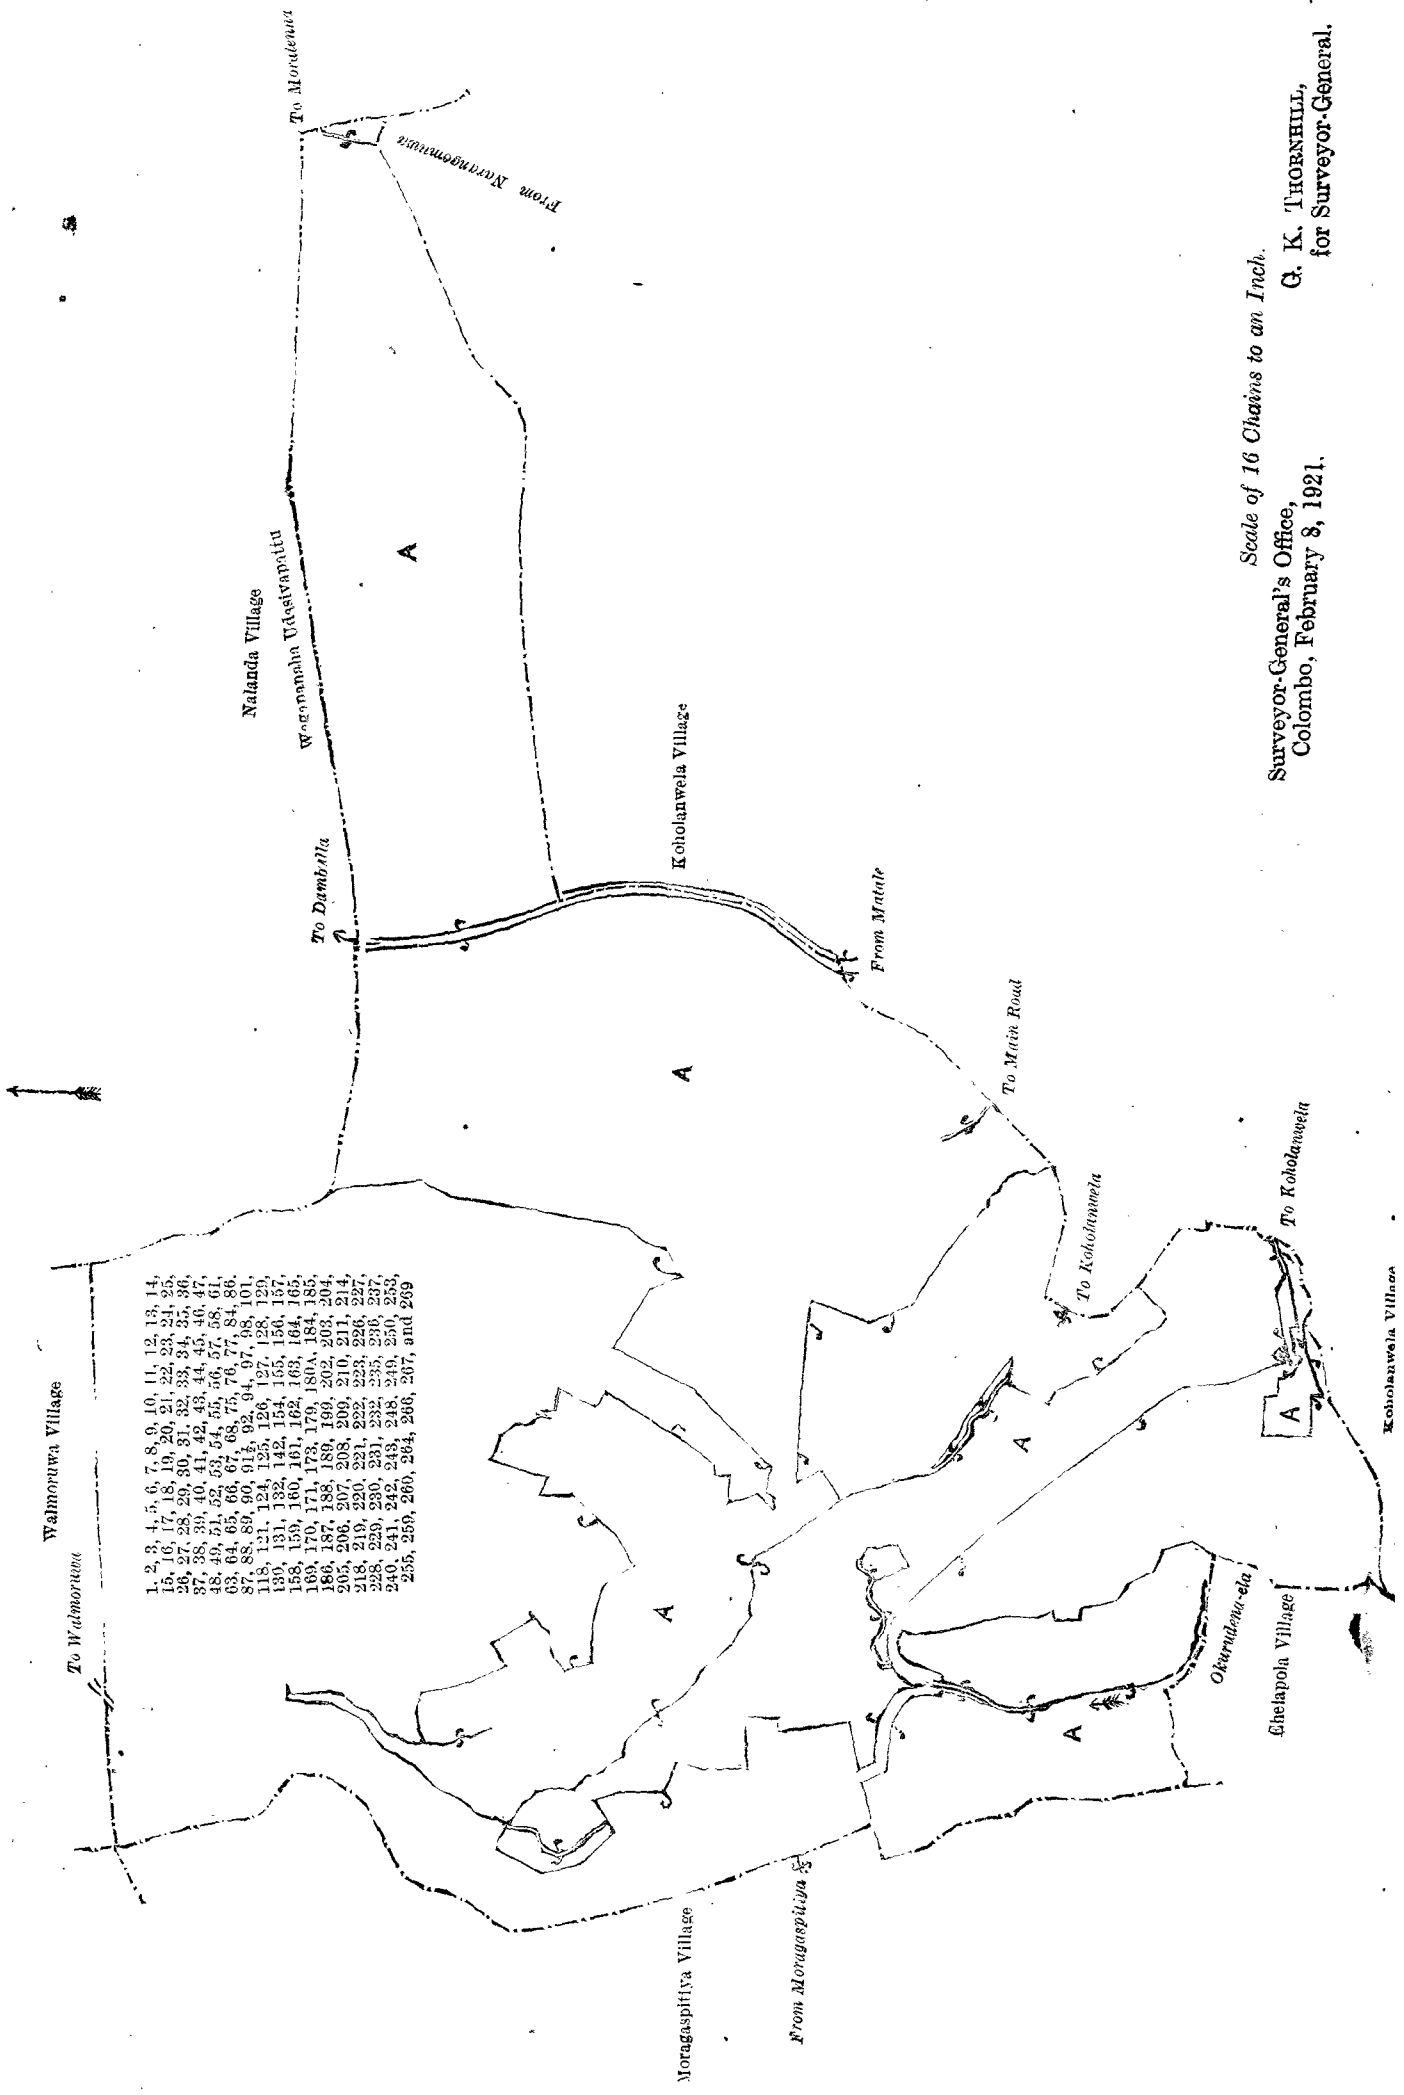 Walmoruwa Village
To Walmoruwa
1, 2, 3, 4, 5, 6, 7, 8, 9, 10, 11, 12, 13, 14,
15, 16, 17, 18, 19, 20, 21, 22, 23, 24, 25,
26, 27, 28, 29, 30, 31, 32, 33, 34, 35, 36,
37, 38, 39, 40, 41, 42, 43, 44, 45, 46, 47,
48, 49, 51, 52, 53, 54, 55, 56, 57, 58, 61,
63, 64, 65, 66, 67, 68, 75, 76, 77, 84, 86,
87, 88, 89, 90, 91½, 92, 94, 97, 98, 101,
118, 121, 124, 125, 126, 127, 128, 129,
130, 131, 132, 142, 154, 155, 156, 157,
158, 159, 160, 161, 162, 163, 164, 165,
169, 170, 171, 173, 179, 180A, 184, 185,
186, 187, 188, 189, 199, 202, 203, 204,
205, 206, 207, 208, 209, 210, 211, 214,
218, 219, 220, 221, 222, 223, 226, 227,
228, 229, 230, 231, 232, 235, 236, 237,
240, 241, 242, 243, 248, 249, 250, 253,
255, 259, 260, 264, 266, 267, and 269
Nalanda Village
Wagapanaha Udasiyapattu
To Moratenna
From Narangomuwa
To Dambulla
A
Koholanwela Village
From Matale
A
To Main Road
To Koholanwela
To Koholanwela
A
A
A
A
Moragaspitiya Village
From Moragaspitiya
Okurudena-ela
Chelapola Village
Koholanwela Village
Scale of 16 Chains to an Inch.
Surveyor-General's Office,
Colombo, February 8, 1921.
G. K. THORNHILL,
for Surveyor-General.